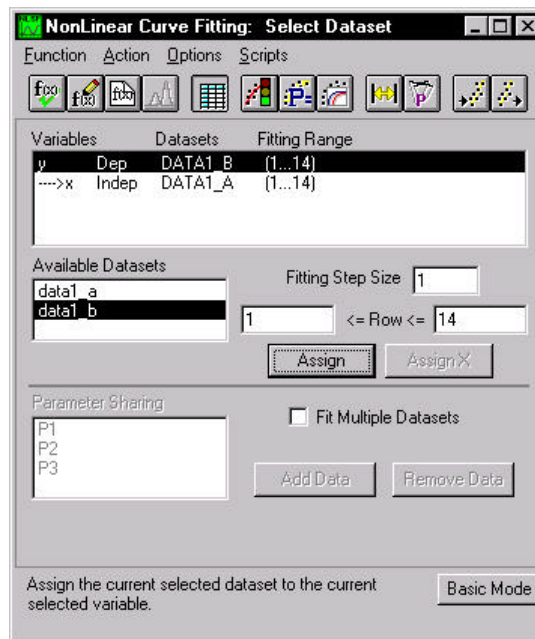 NonLinear Curve Fitting: Select Dataset
Function Action Options Scripts
Variables Datasets Fitting Range
y Dep DATA1_B (1...14)
---->x Indep DATA1_A (1...14)
Available Datasets
data1_a
data1_b
Fitting Step Size 1
1 <= Row <= 14
Assign Assign X
Parameter Sharing
P1
P2
P3
Fit Multiple Datasets
Add Data Remove Data
Assign the current selected dataset to the current
selected variable.
Basic Mode